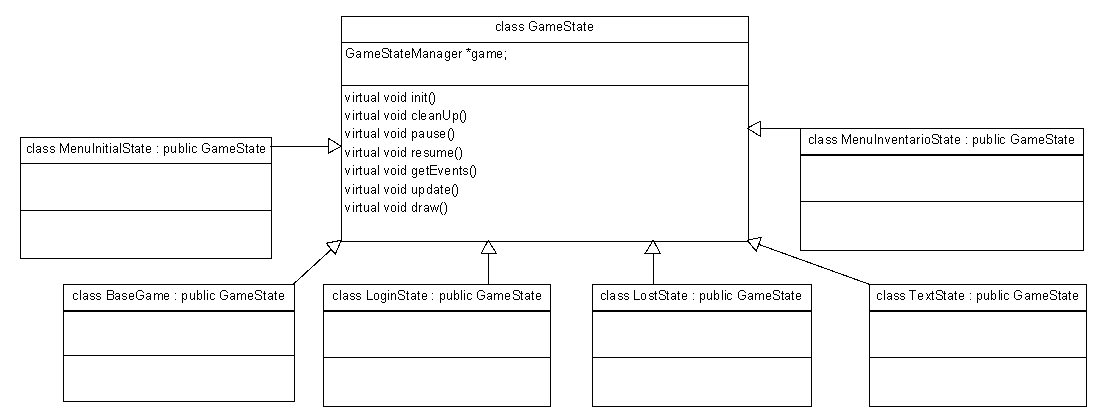 class GameState
GameStateManager *game;
virtual void init()
virtual void cleanUp()
virtual void pause()
virtual void resume()
virtual void getEvents()
virtual void update()
virtual void draw()
class MenuInitialState : public GameState
class MenuInventarioState : public GameState
class BaseGame : public GameState
class LoginState : public GameState
class LostState : public GameState
class TextState : public GameState